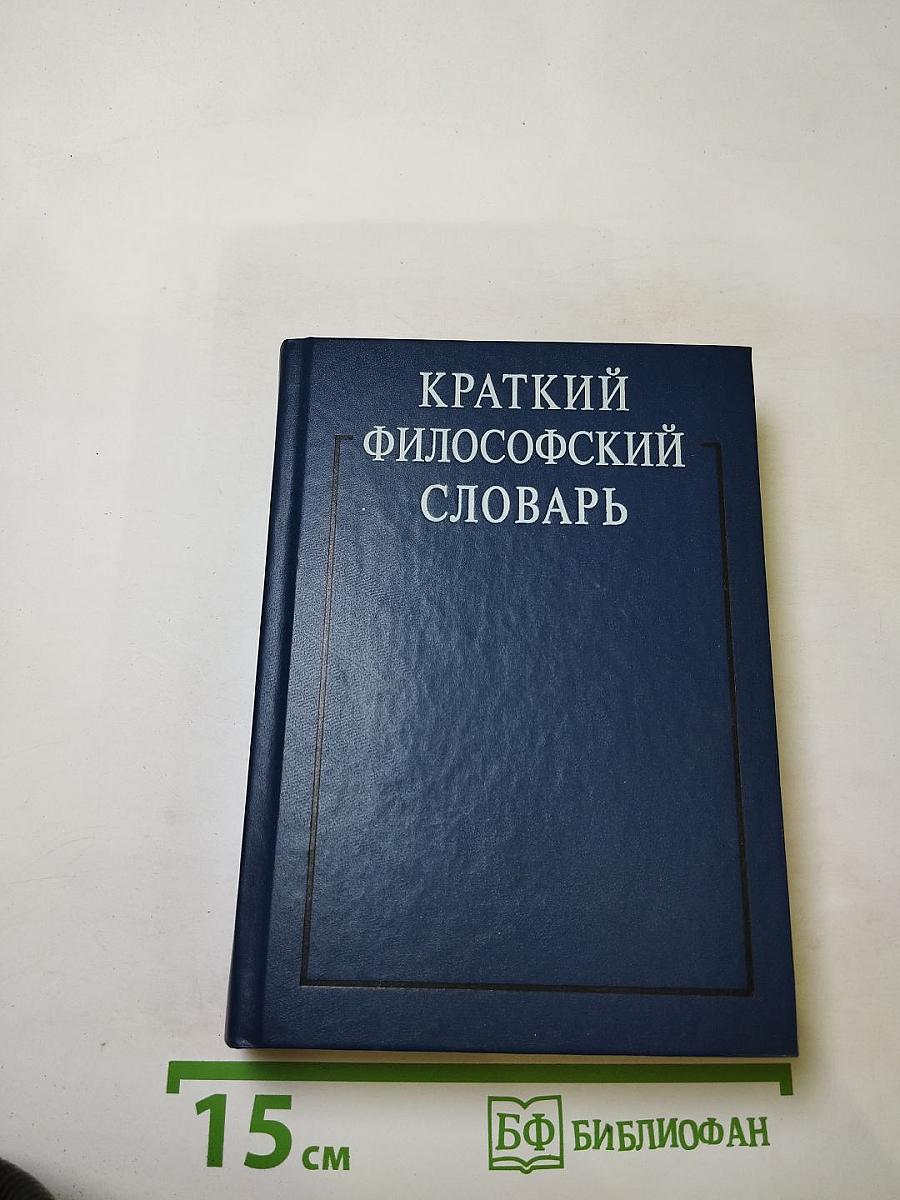 КРАТКИЙ
ФИЛОСОФСКИЙ
СЛОВАРЬ
15 см
БФ БИБЛИОФАН